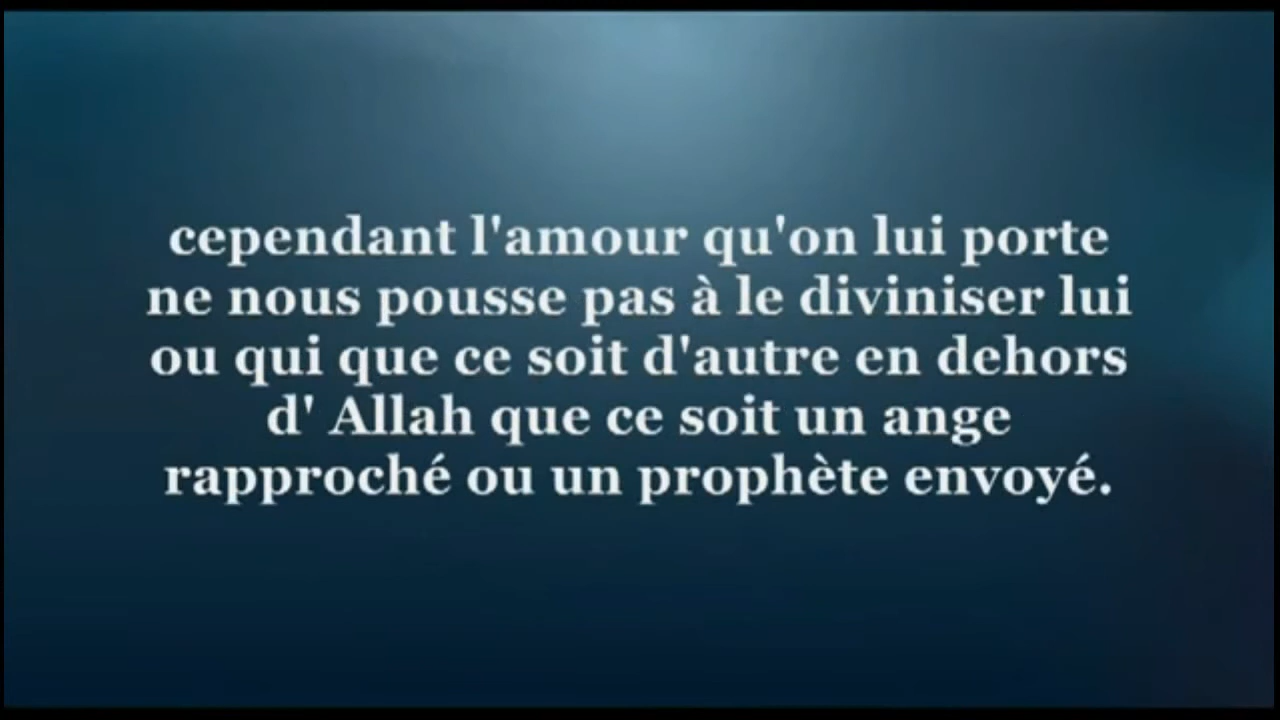 cependant l'amour qu'on lui porte
ne nous pousse pas à le diviniser lui
ou qui que ce soit d'autre en dehors
d' Allah que ce soit un ange
rapproché ou un prophète envoyé.